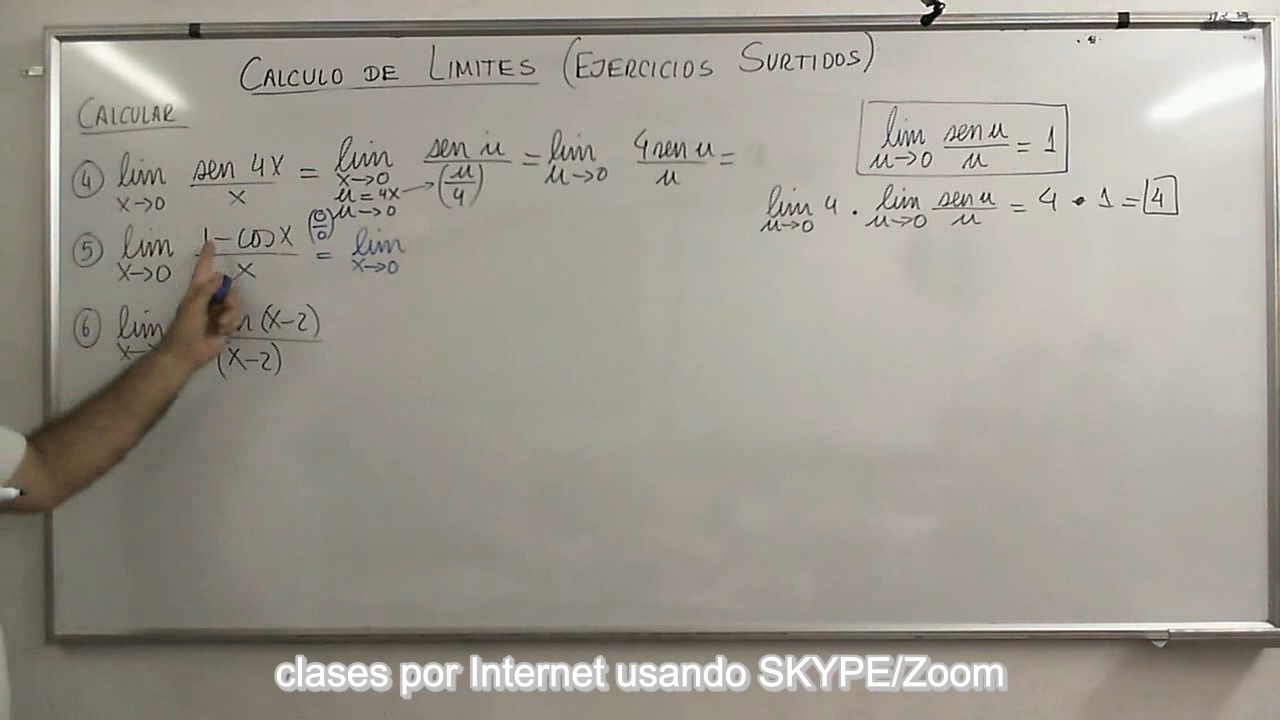 CALCULO DE LIMITES (EJERCICIOS SURTIDOS)
CALCULAR
lim u→0 sen u / u = 1
④ lim x→0 sen 4x / x = lim x→0 u = 4x u→0 sen u / (u/4) = lim u→0 4 sen u / u =
lim u→0 4 · lim u→0 sen u / u = 4 · 1 = 4
⑤ lim x→0 1 - cos x / x (0/0) = lim x→0
⑥ lim (x-2) / (x-2)
clases por Internet usando SKYPE/Zoom